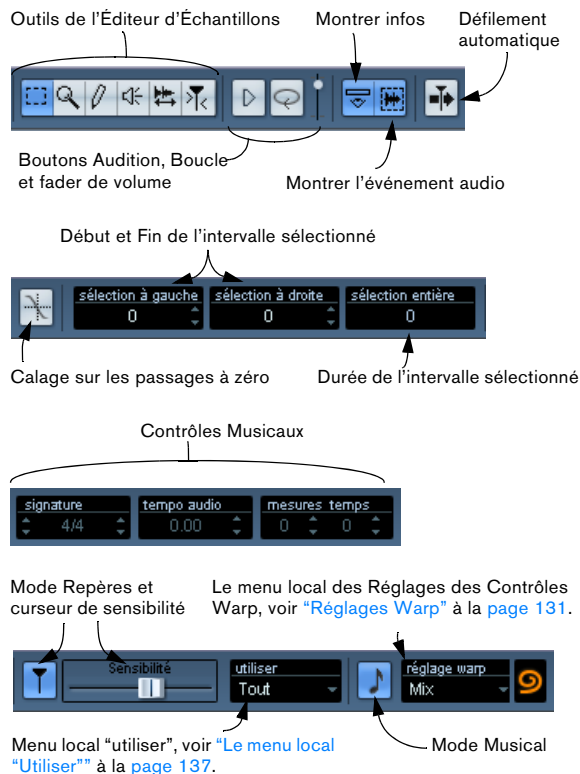 Outils de l'Éditeur d'Échantillons
Montrer infos
Défilement
automatique
Boutons Audition, Boucle
et fader de volume
Montrer l'événement audio
Début et Fin de l'intervalle sélectionné
sélection à gauche
sélection à droite
sélection entière
0
0
0
Calage sur les passages à zéro
Durée de l'intervalle sélectionné
Contrôles Musicaux
signature
tempo audio
mesures temps
4/4
0.00
0
0
Mode Repères et
curseur de sensibilité
Le menu local des Réglages des Contrôles
Warp, voir “Réglages Warp” à la page 131.
Sensibilité
utiliser
Tout
réglage warp
Mix
Menu local “utiliser”, voir “Le menu local
“Utiliser”” à la page 137.
Mode Musical